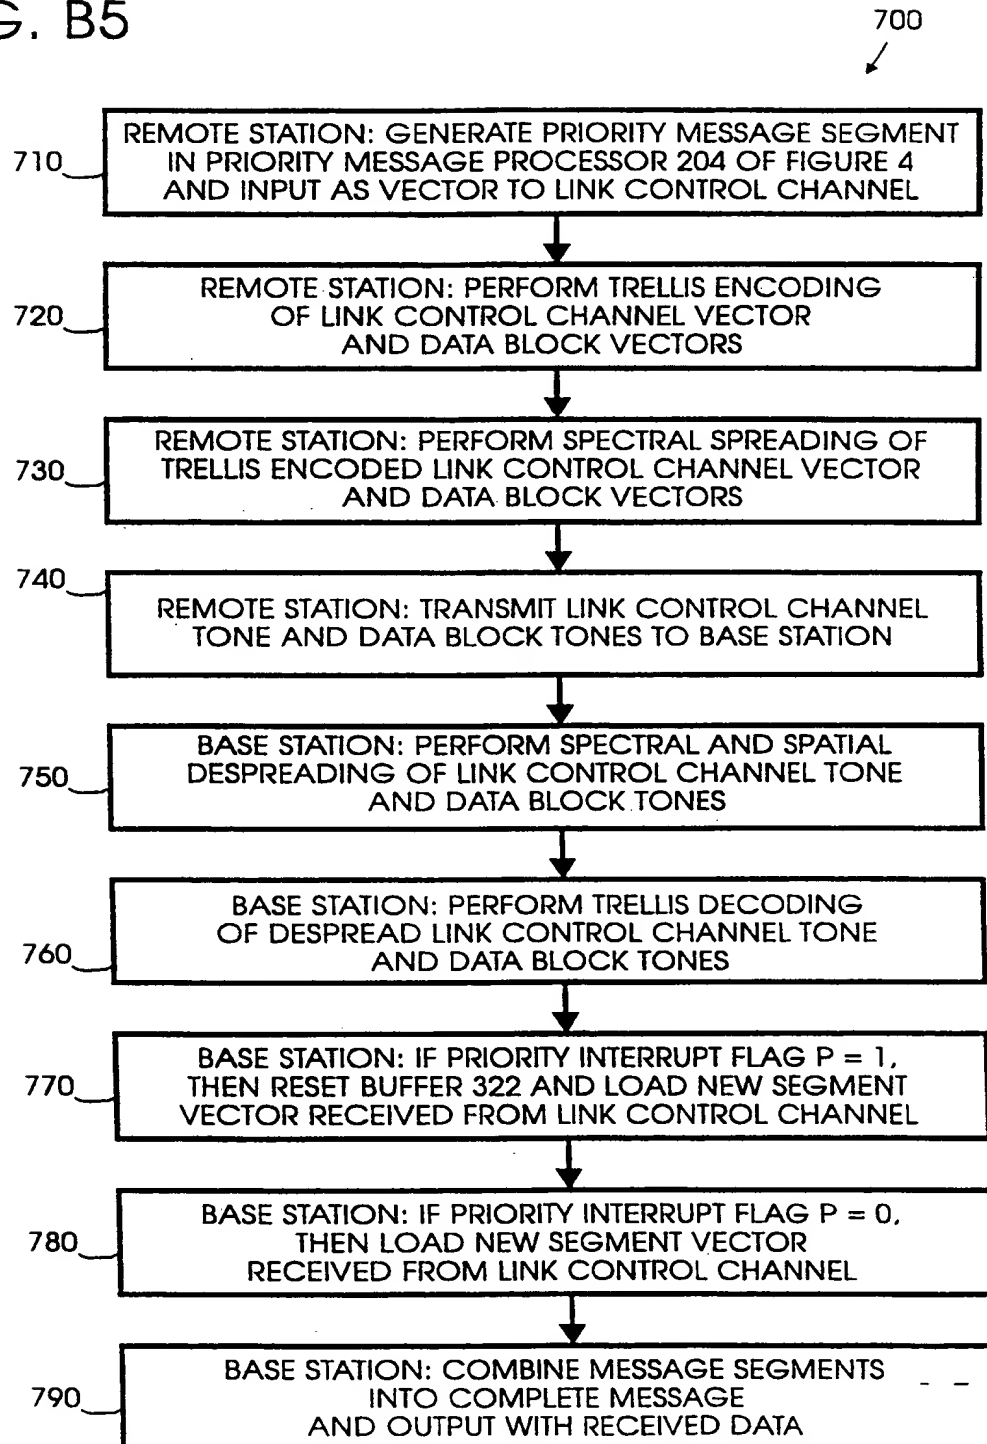 G. B5
700
710
REMOTE STATION: GENERATE PRIORITY MESSAGE SEGMENT
IN PRIORITY MESSAGE PROCESSOR 204 OF FIGURE 4
AND INPUT AS VECTOR TO LINK CONTROL CHANNEL
720
REMOTE STATION: PERFORM TRELLIS ENCODING
OF LINK CONTROL CHANNEL VECTOR
AND DATA BLOCK VECTORS
730
REMOTE STATION: PERFORM SPECTRAL SPREADING OF
TRELLIS ENCODED LINK CONTROL CHANNEL VECTOR
AND DATA BLOCK VECTORS
740
REMOTE STATION: TRANSMIT LINK CONTROL CHANNEL
TONE AND DATA BLOCK TONES TO BASE STATION
750
BASE STATION: PERFORM SPECTRAL AND SPATIAL
DESPREADING OF LINK CONTROL CHANNEL TONE
AND DATA BLOCK TONES
760
BASE STATION: PERFORM TRELLIS DECODING
OF DESPREAD LINK CONTROL CHANNEL TONE
AND DATA BLOCK TONES
770
BASE STATION: IF PRIORITY INTERRUPT FLAG P = 1,
THEN RESET BUFFER 322 AND LOAD NEW SEGMENT
VECTOR RECEIVED FROM LINK CONTROL CHANNEL
780
BASE STATION: IF PRIORITY INTERRUPT FLAG P = 0,
THEN LOAD NEW SEGMENT VECTOR
RECEIVED FROM LINK CONTROL CHANNEL
790
BASE STATION: COMBINE MESSAGE SEGMENTS
INTO COMPLETE MESSAGE
AND OUTPUT WITH RECEIVED DATA